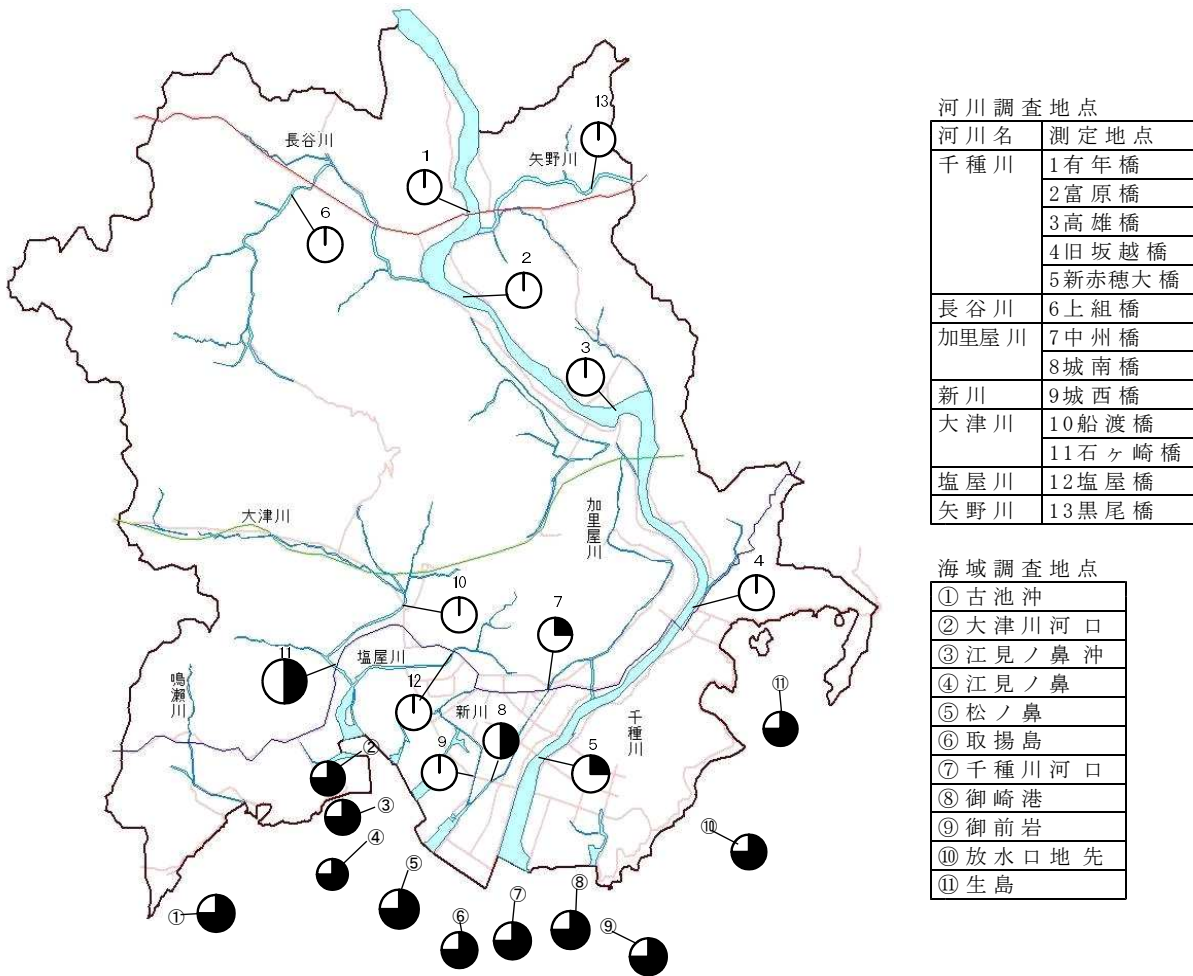 13
長谷川
1
矢野川
6
2
3
大津川
加里屋川
4
10
7
11
塩屋川
鳴瀬川
12
新川
8
千種川
9
5
②
③
④
⑤
①
⑥
⑦
⑧
⑨
⑩
⑪
河川調査地点
河川名 測定地点
千種川 1有年橋
2富原橋
3高雄橋
4旧坂越橋
5新赤穂大橋
長谷川 6上組橋
加里屋川 7中州橋
8城南橋
新川 9城西橋
大津川 10船渡橋
11石ヶ崎橋
塩屋川 12塩屋橋
矢野川 13黒尾橋
海域調査地点
①古池沖
②大津川河口
③江見ノ鼻沖
④江見ノ鼻
⑤松ノ鼻
⑥取揚島
⑦千種川河口
⑧御崎港
⑨御前岩
⑩放水口地先
⑪生島